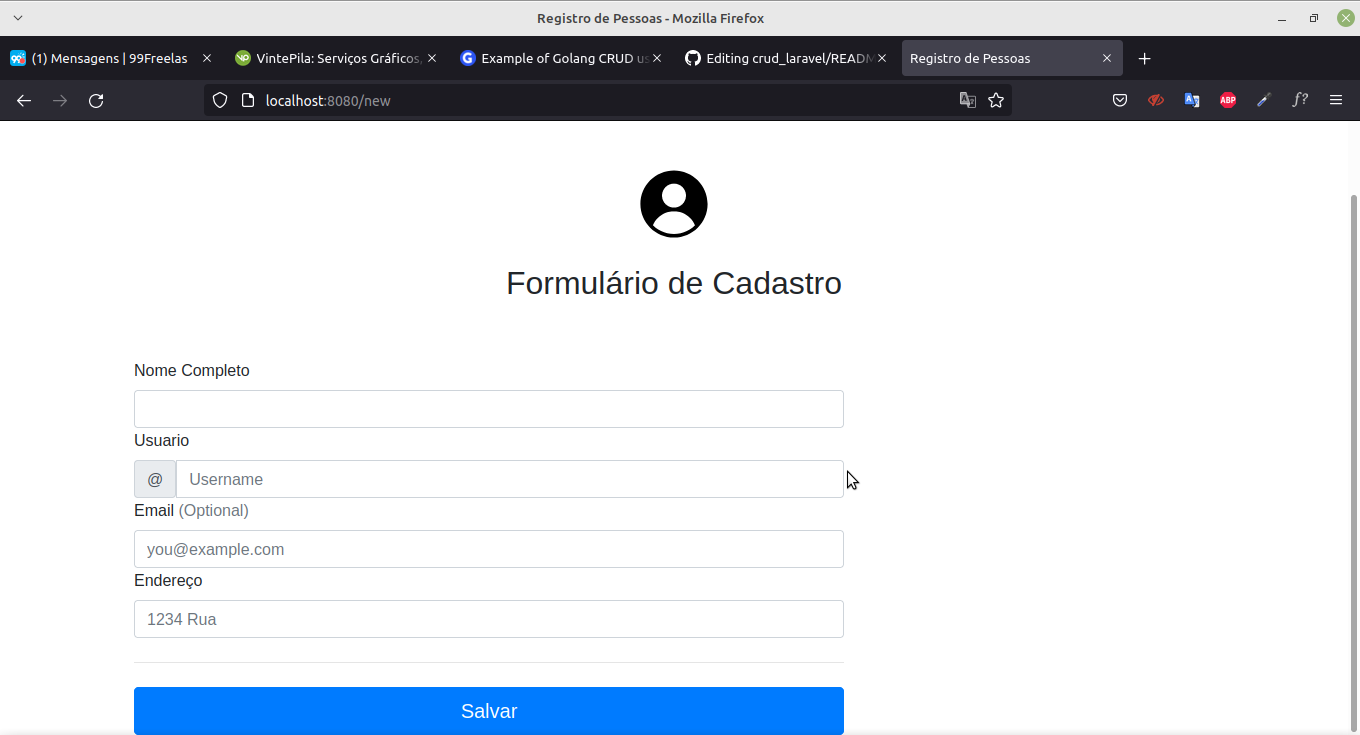 Registro de Pessoas - Mozilla Firefox
(1) Mensagens | 99Freelas
VintePila: Serviços Gráficos,
Example of Golang CRUD us
Editing crud_laravel/READM
Registro de Pessoas
localhost:8080/new
ABP
f?
Formulário de Cadastro
Nome Completo
Usuario
@ Username
Email (Optional)
you@example.com
Endereço
1234 Rua
Salvar